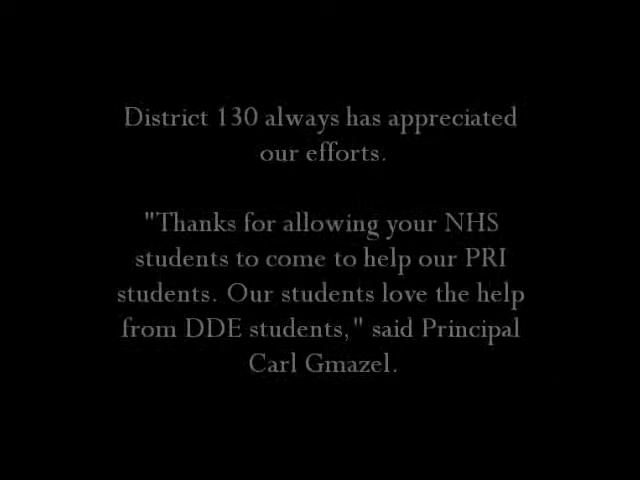 District 130 always has appreciated
our efforts.
"Thanks for allowing your NHS
students to come to help our PRI
students. Our students love the help
from DDE students," said Principal
Carl Gmazel.